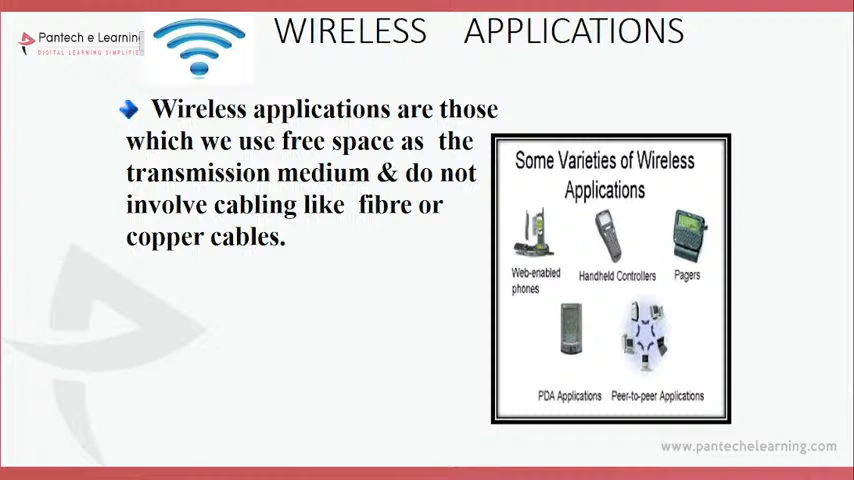 Pantech e Learning
DIGITAL LEARNING SIMPLIFIED
WIRELESS APPLICATIONS
Wireless applications are those
which we use free space as the
transmission medium & do not
involve cabling like fibre or
copper cables.
Some Varieties of Wireless
Applications
Web-enabled
phones
Handheld Controllers
Pagers
PDA Applications
Peer-to-peer Applications
www.pantechelearning.com